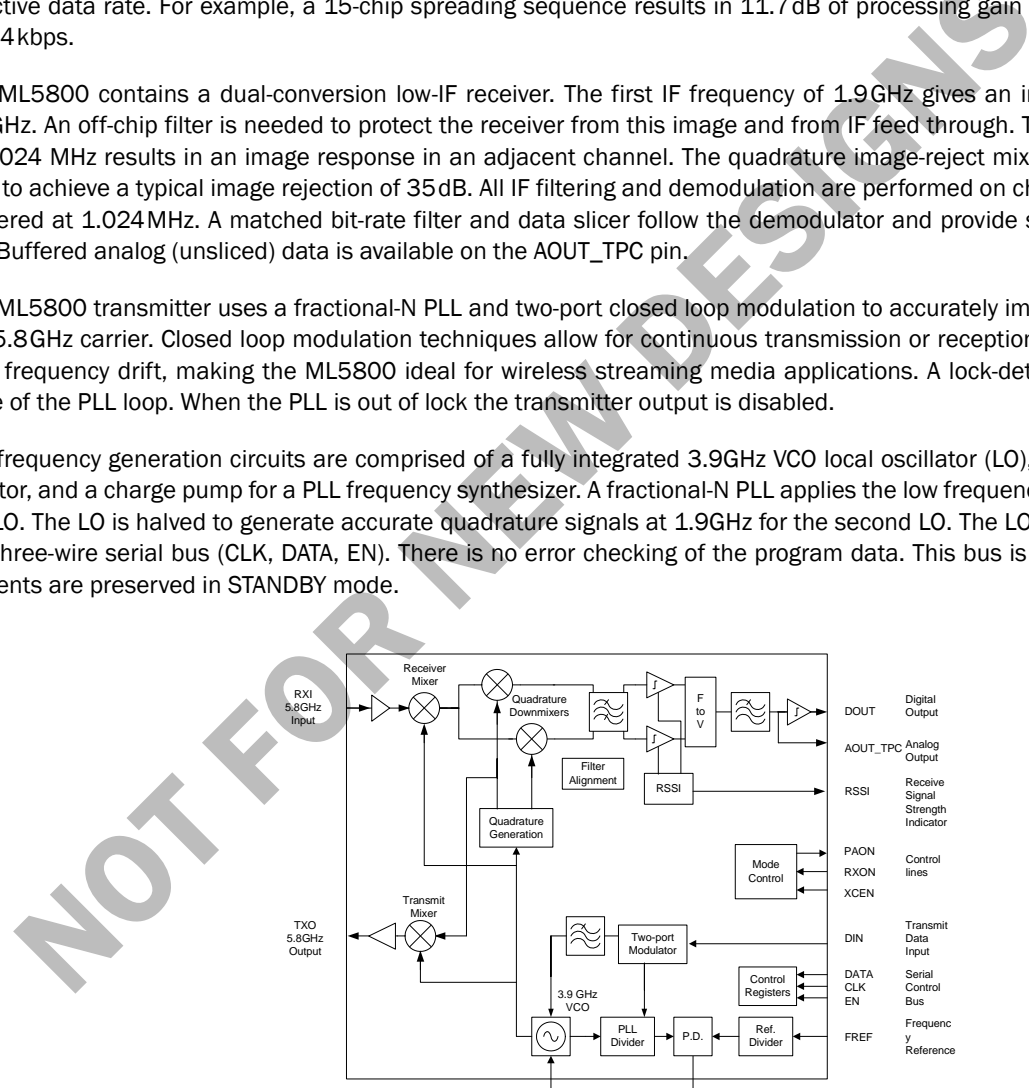 ctive data rate. For example, a 15-chip spreading sequence results in 11.7dB of processing gain
4kbps.
ML5800 contains a dual-conversion low-IF receiver. The first IF frequency of 1.9GHz gives an i
GHz. An off-chip filter is needed to protect the receiver from this image and from IF feed through. T
024 MHz results in an image response in an adjacent channel. The quadrature image-reject mix
to achieve a typical image rejection of 35dB. All IF filtering and demodulation are performed on ch
ered at 1.024MHz. A matched bit-rate filter and data slicer follow the demodulator and provide s
Buffered analog (unsliced) data is available on the AOUT_TPC pin.
ML5800 transmitter uses a fractional-N PLL and two-port closed loop modulation to accurately im
5.8GHz carrier. Closed loop modulation techniques allow for continuous transmission or reception
frequency drift, making the ML5800 ideal for wireless streaming media applications. A lock-det
e of the PLL loop. When the PLL is out of lock the transmitter output is disabled.
frequency generation circuits are comprised of a fully integrated 3.9GHz VCO local oscillator (LO),
tor, and a charge pump for a PLL frequency synthesizer. A fractional-N PLL applies the low frequenc
LO. The LO is halved to generate accurate quadrature signals at 1.9GHz for the second LO. The LO
three-wire serial bus (CLK, DATA, EN). There is no error checking of the program data. This bus is
ents are preserved in STANDBY mode.
NOT FOR NEW DESIGNS
Receiver
Mixer
RXI
5.8GHz
Input
Quadrature
Downmixers
F
to
V
DOUT
Digital
Output
AOUT_TPC
Analog
Output
Filter
Alignment
RSSI
RSSI
Receive
Signal
Strength
Indicator
Quadrature
Generation
Mode
Control
PAON
RXON
XCEN
Control
lines
Transmit
Mixer
TXO
5.8GHz
Output
Two-port
Modulator
DIN
Transmit
Data
Input
Control
Registers
DATA
CLK
EN
Serial
Control
Bus
3.9 GHz
VCO
PLL
Divider
P.D.
Ref.
Divider
FREF
Frequenc
y
Reference